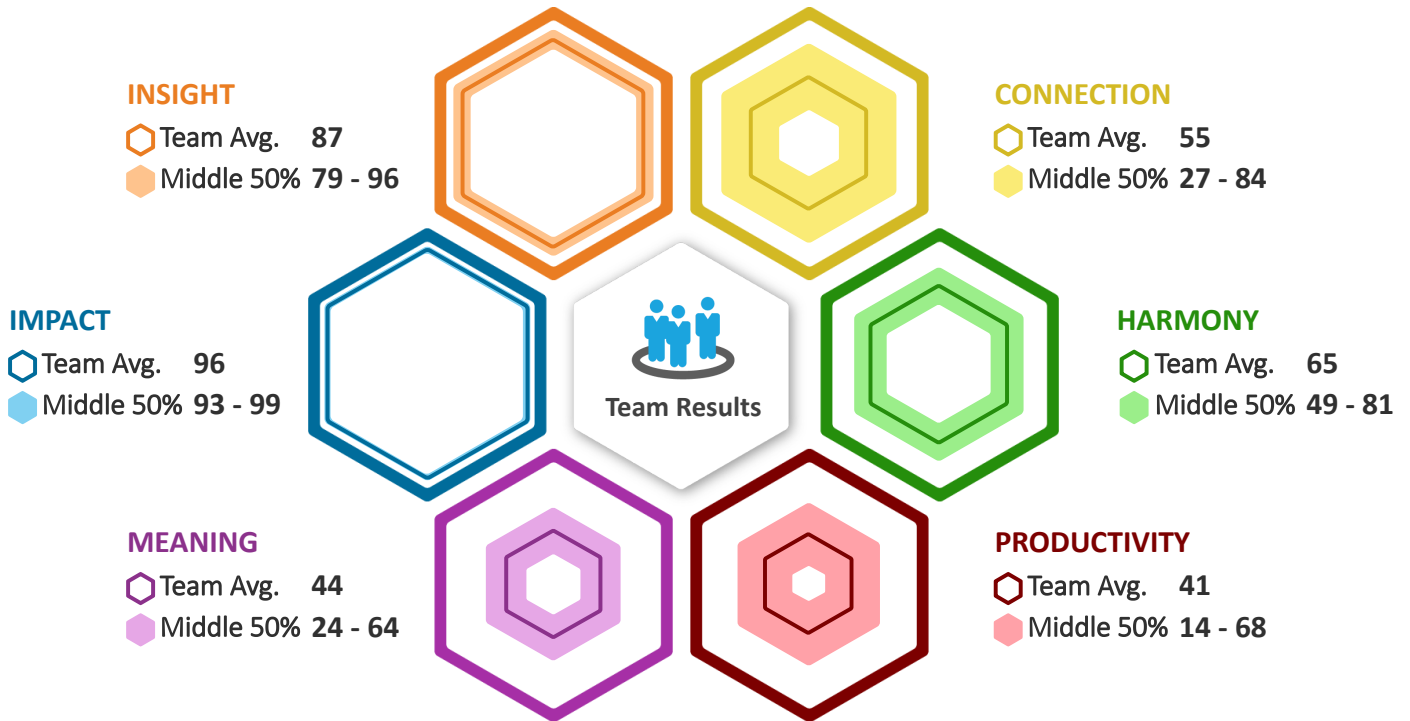 INSIGHT
Team Avg. 87
Middle 50% 79 - 96
CONNECTION
Team Avg. 55
Middle 50% 27 - 84
IMPACT
Team Avg. 96
Middle 50% 93 - 99
Team Results
HARMONY
Team Avg. 65
Middle 50% 49 - 81
MEANING
Team Avg. 44
Middle 50% 24 - 64
PRODUCTIVITY
Team Avg. 41
Middle 50% 14 - 68